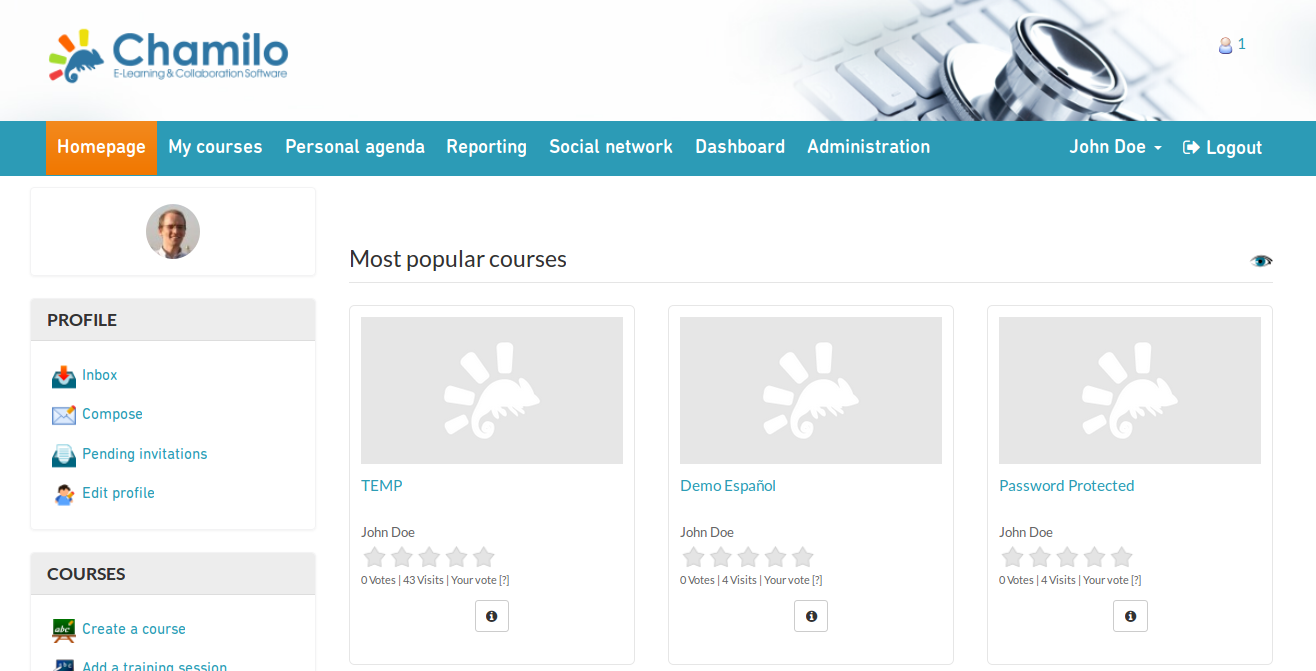 Chamilo
E-Learning & Collaboration Software
1
Homepage My courses Personal agenda Reporting Social network Dashboard Administration John Doe Logout
PROFILE
Inbox
Compose
Pending invitations
Edit profile
COURSES
abc
Create a course
Add a training session
Most popular courses
TEMP
John Doe
0 Votes | 43 Visits | Your vote [?]
Demo Español
John Doe
0 Votes | 4 Visits | Your vote [?]
Password Protected
John Doe
0 Votes | 4 Visits | Your vote [?]